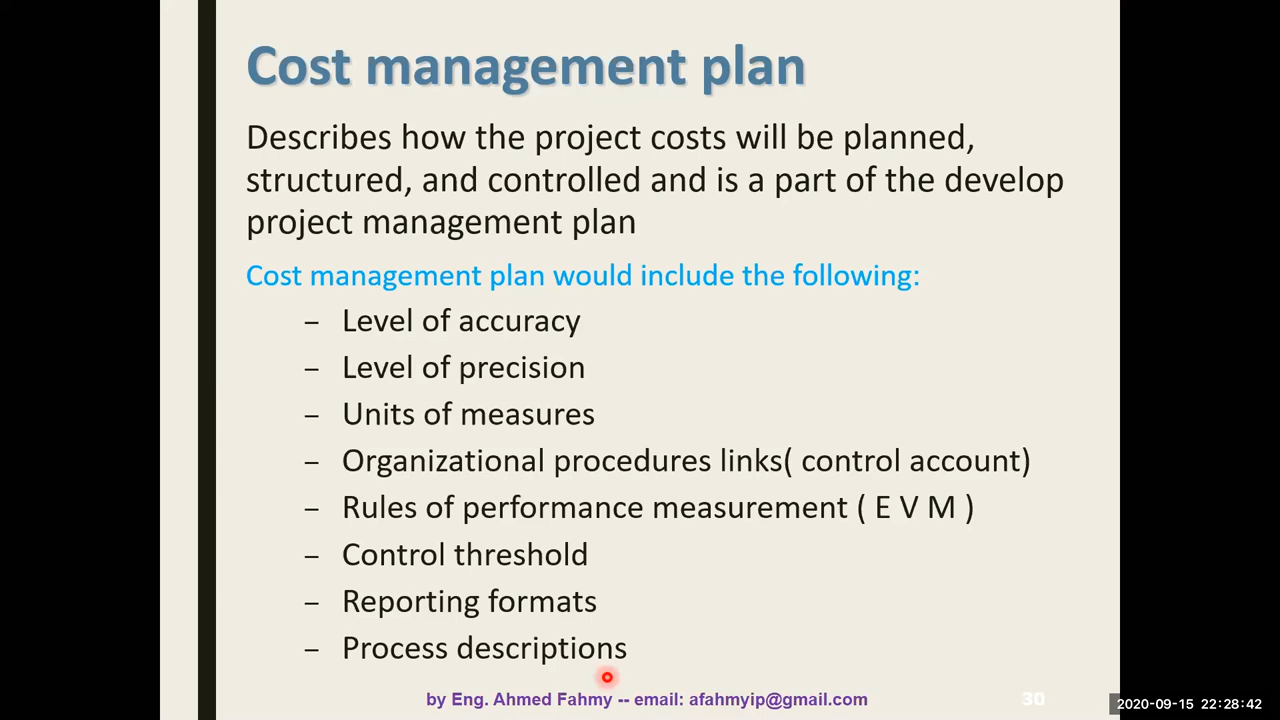 Cost management plan
Describes how the project costs will be planned,
structured, and controlled and is a part of the develop
project management plan
Cost management plan would include the following:
– Level of accuracy
– Level of precision
– Units of measures
– Organizational procedures links( control account)
– Rules of performance measurement ( E V M )
– Control threshold
– Reporting formats
– Process descriptions
by Eng. Ahmed Fahmy -- email: afahmyip@gmail.com
30
2020-09-15 22:28:42